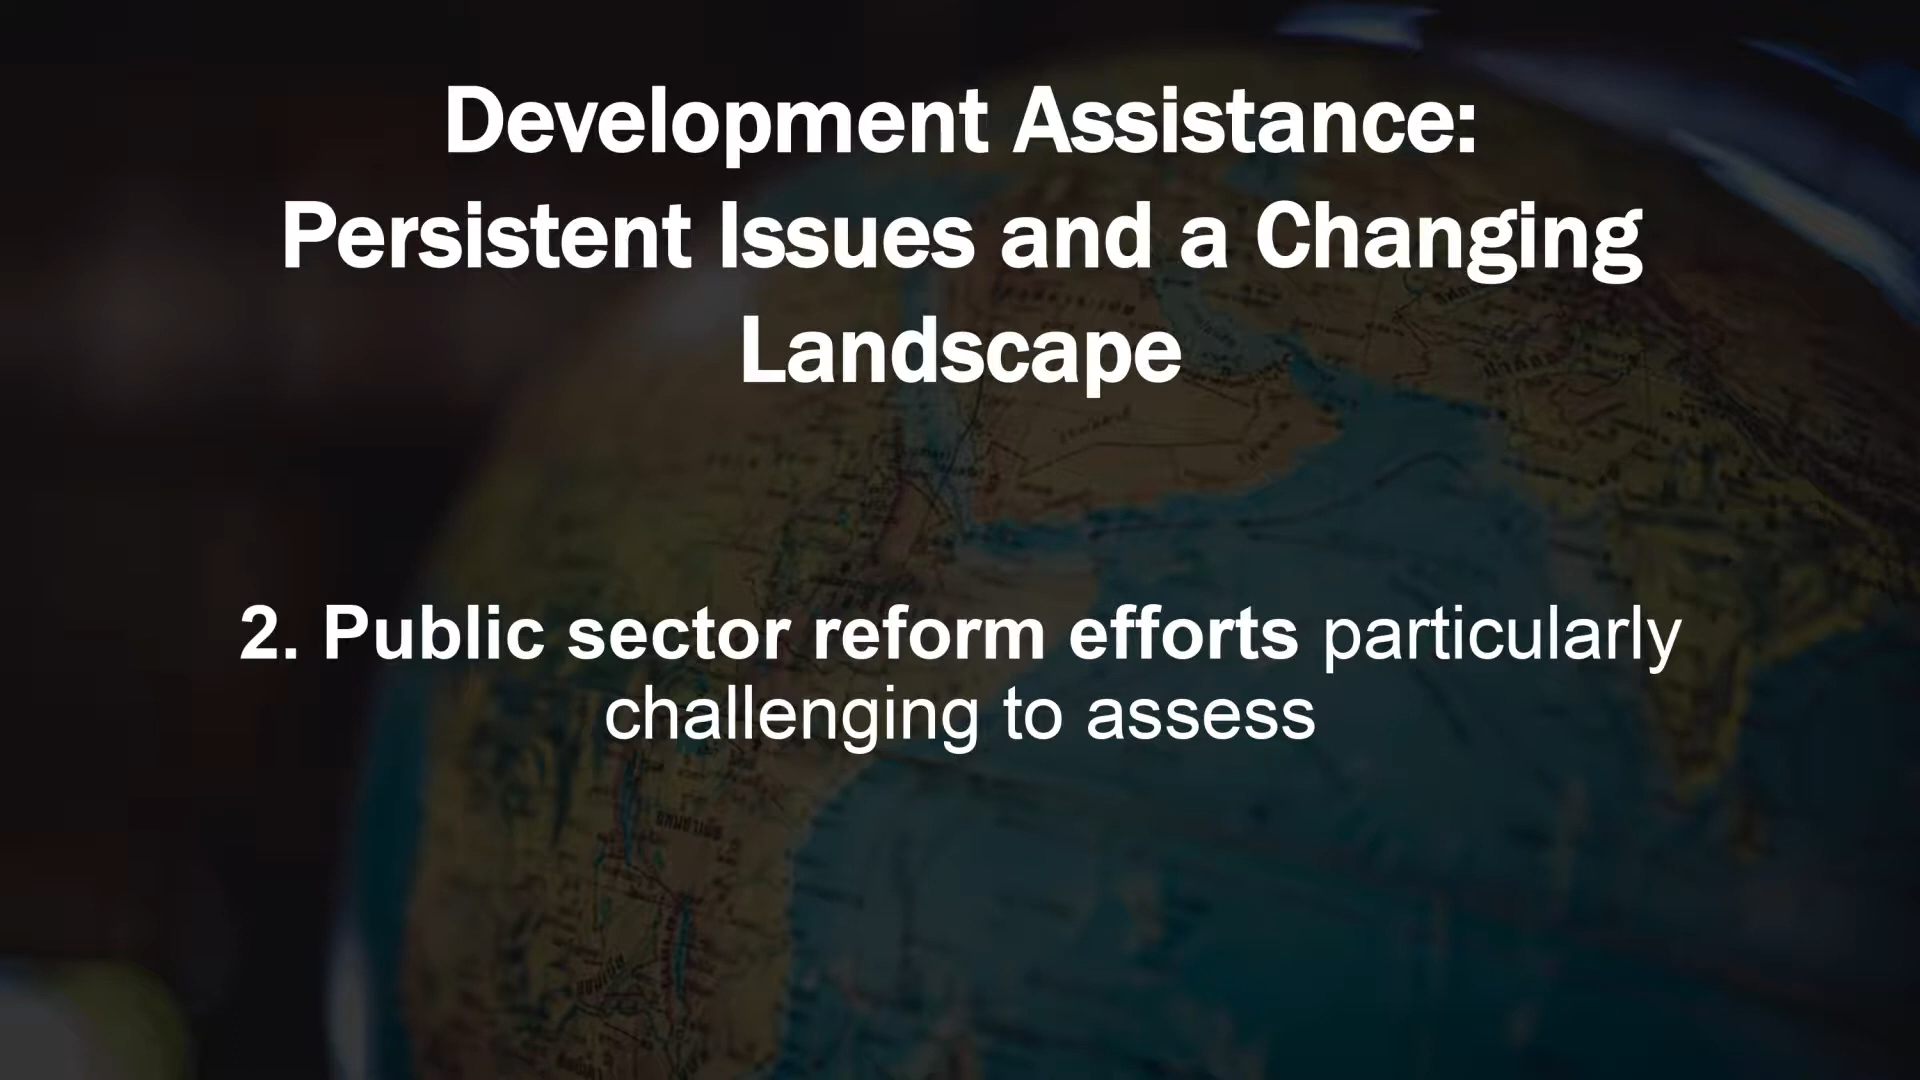 Development Assistance:
Persistent Issues and a Changing
Landscape
2. Public sector reform efforts particularly
challenging to assess